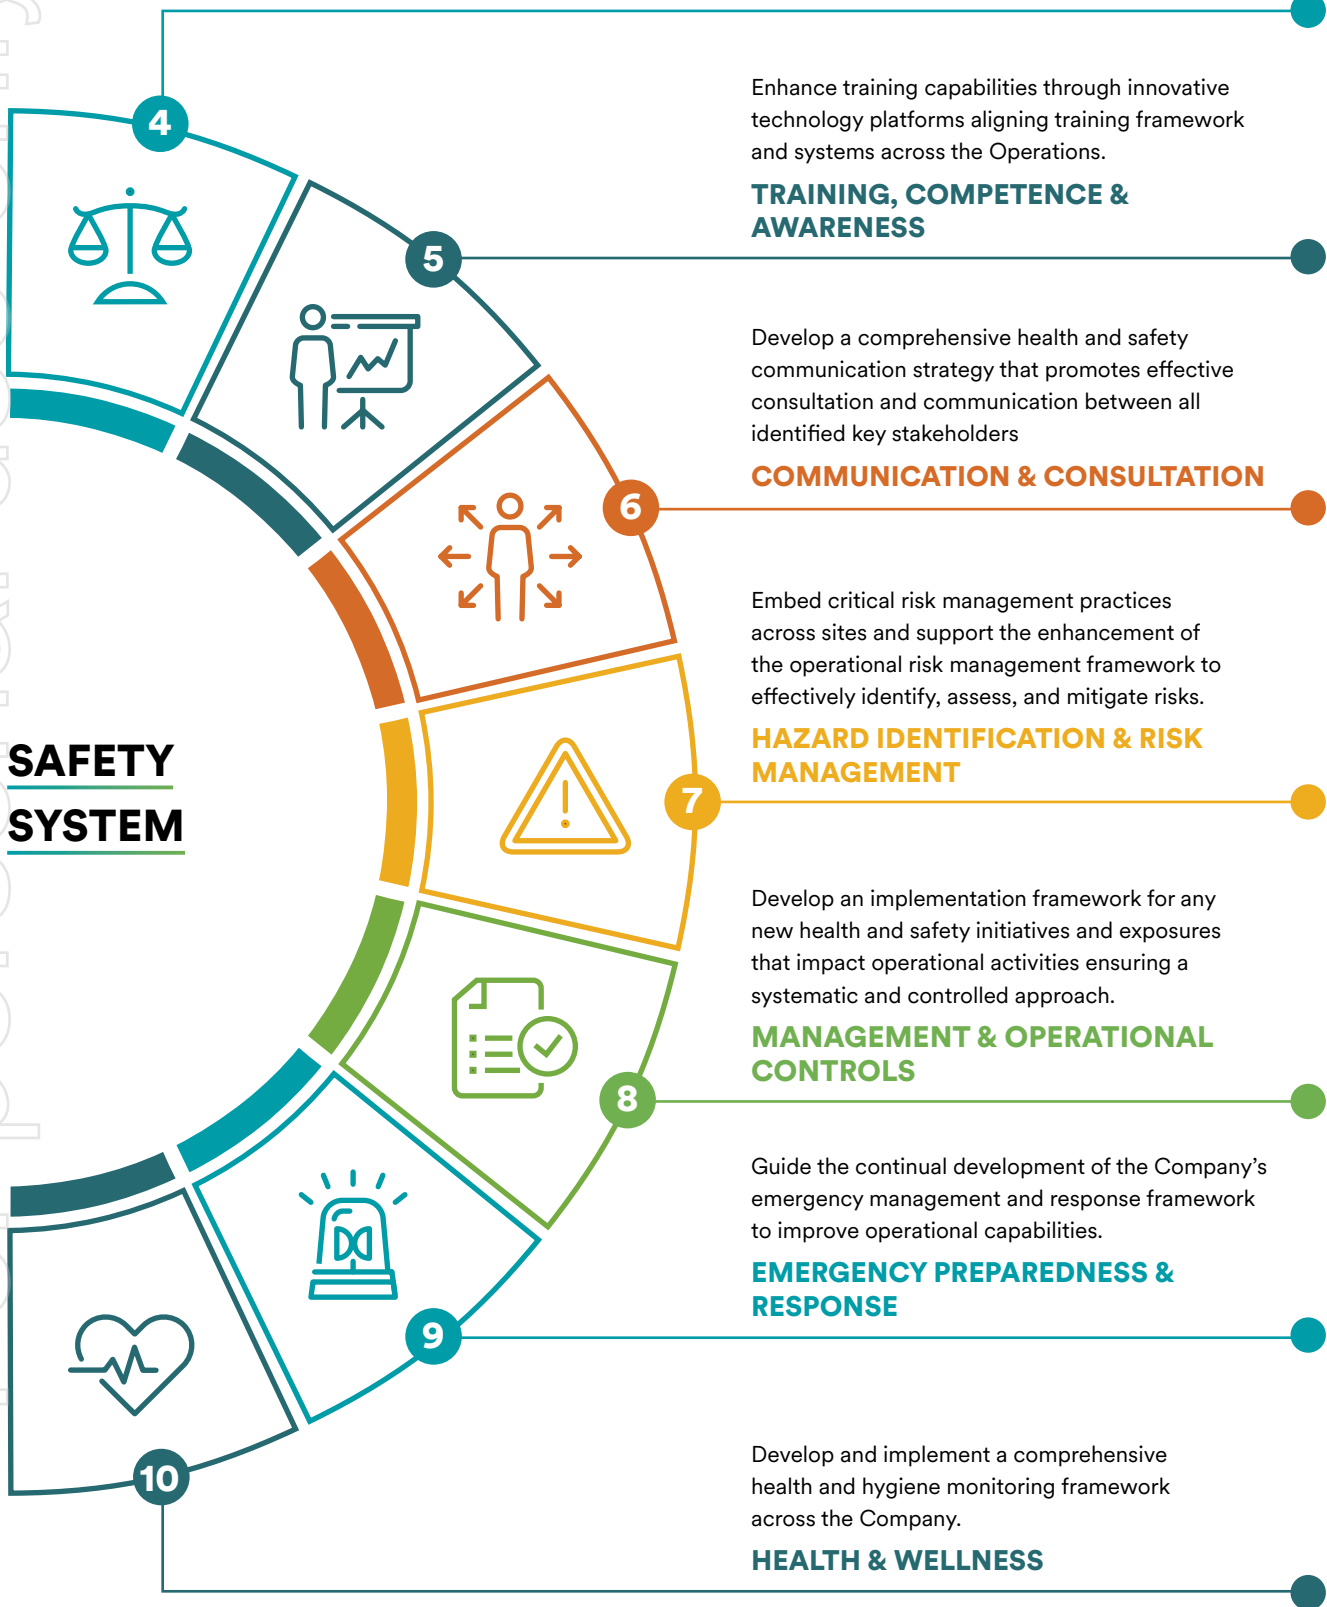 4
Enhance training capabilities through innovative
technology platforms aligning training framework
and systems across the Operations.
TRAINING, COMPETENCE &
AWARENESS
5
Develop a comprehensive health and safety
communication strategy that promotes effective
consultation and communication between all
identified key stakeholders
COMMUNICATION & CONSULTATION
6
Embed critical risk management practices
across sites and support the enhancement of
the operational risk management framework to
effectively identify, assess, and mitigate risks.
HAZARD IDENTIFICATION & RISK
MANAGEMENT
7
SAFETY
SYSTEM
Develop an implementation framework for any
new health and safety initiatives and exposures
that impact operational activities ensuring a
systematic and controlled approach.
MANAGEMENT & OPERATIONAL
CONTROLS
8
Guide the continual development of the Company's
emergency management and response framework
to improve operational capabilities.
EMERGENCY PREPAREDNESS &
RESPONSE
9
Develop and implement a comprehensive
health and hygiene monitoring framework
across the Company.
HEALTH & WELLNESS
10